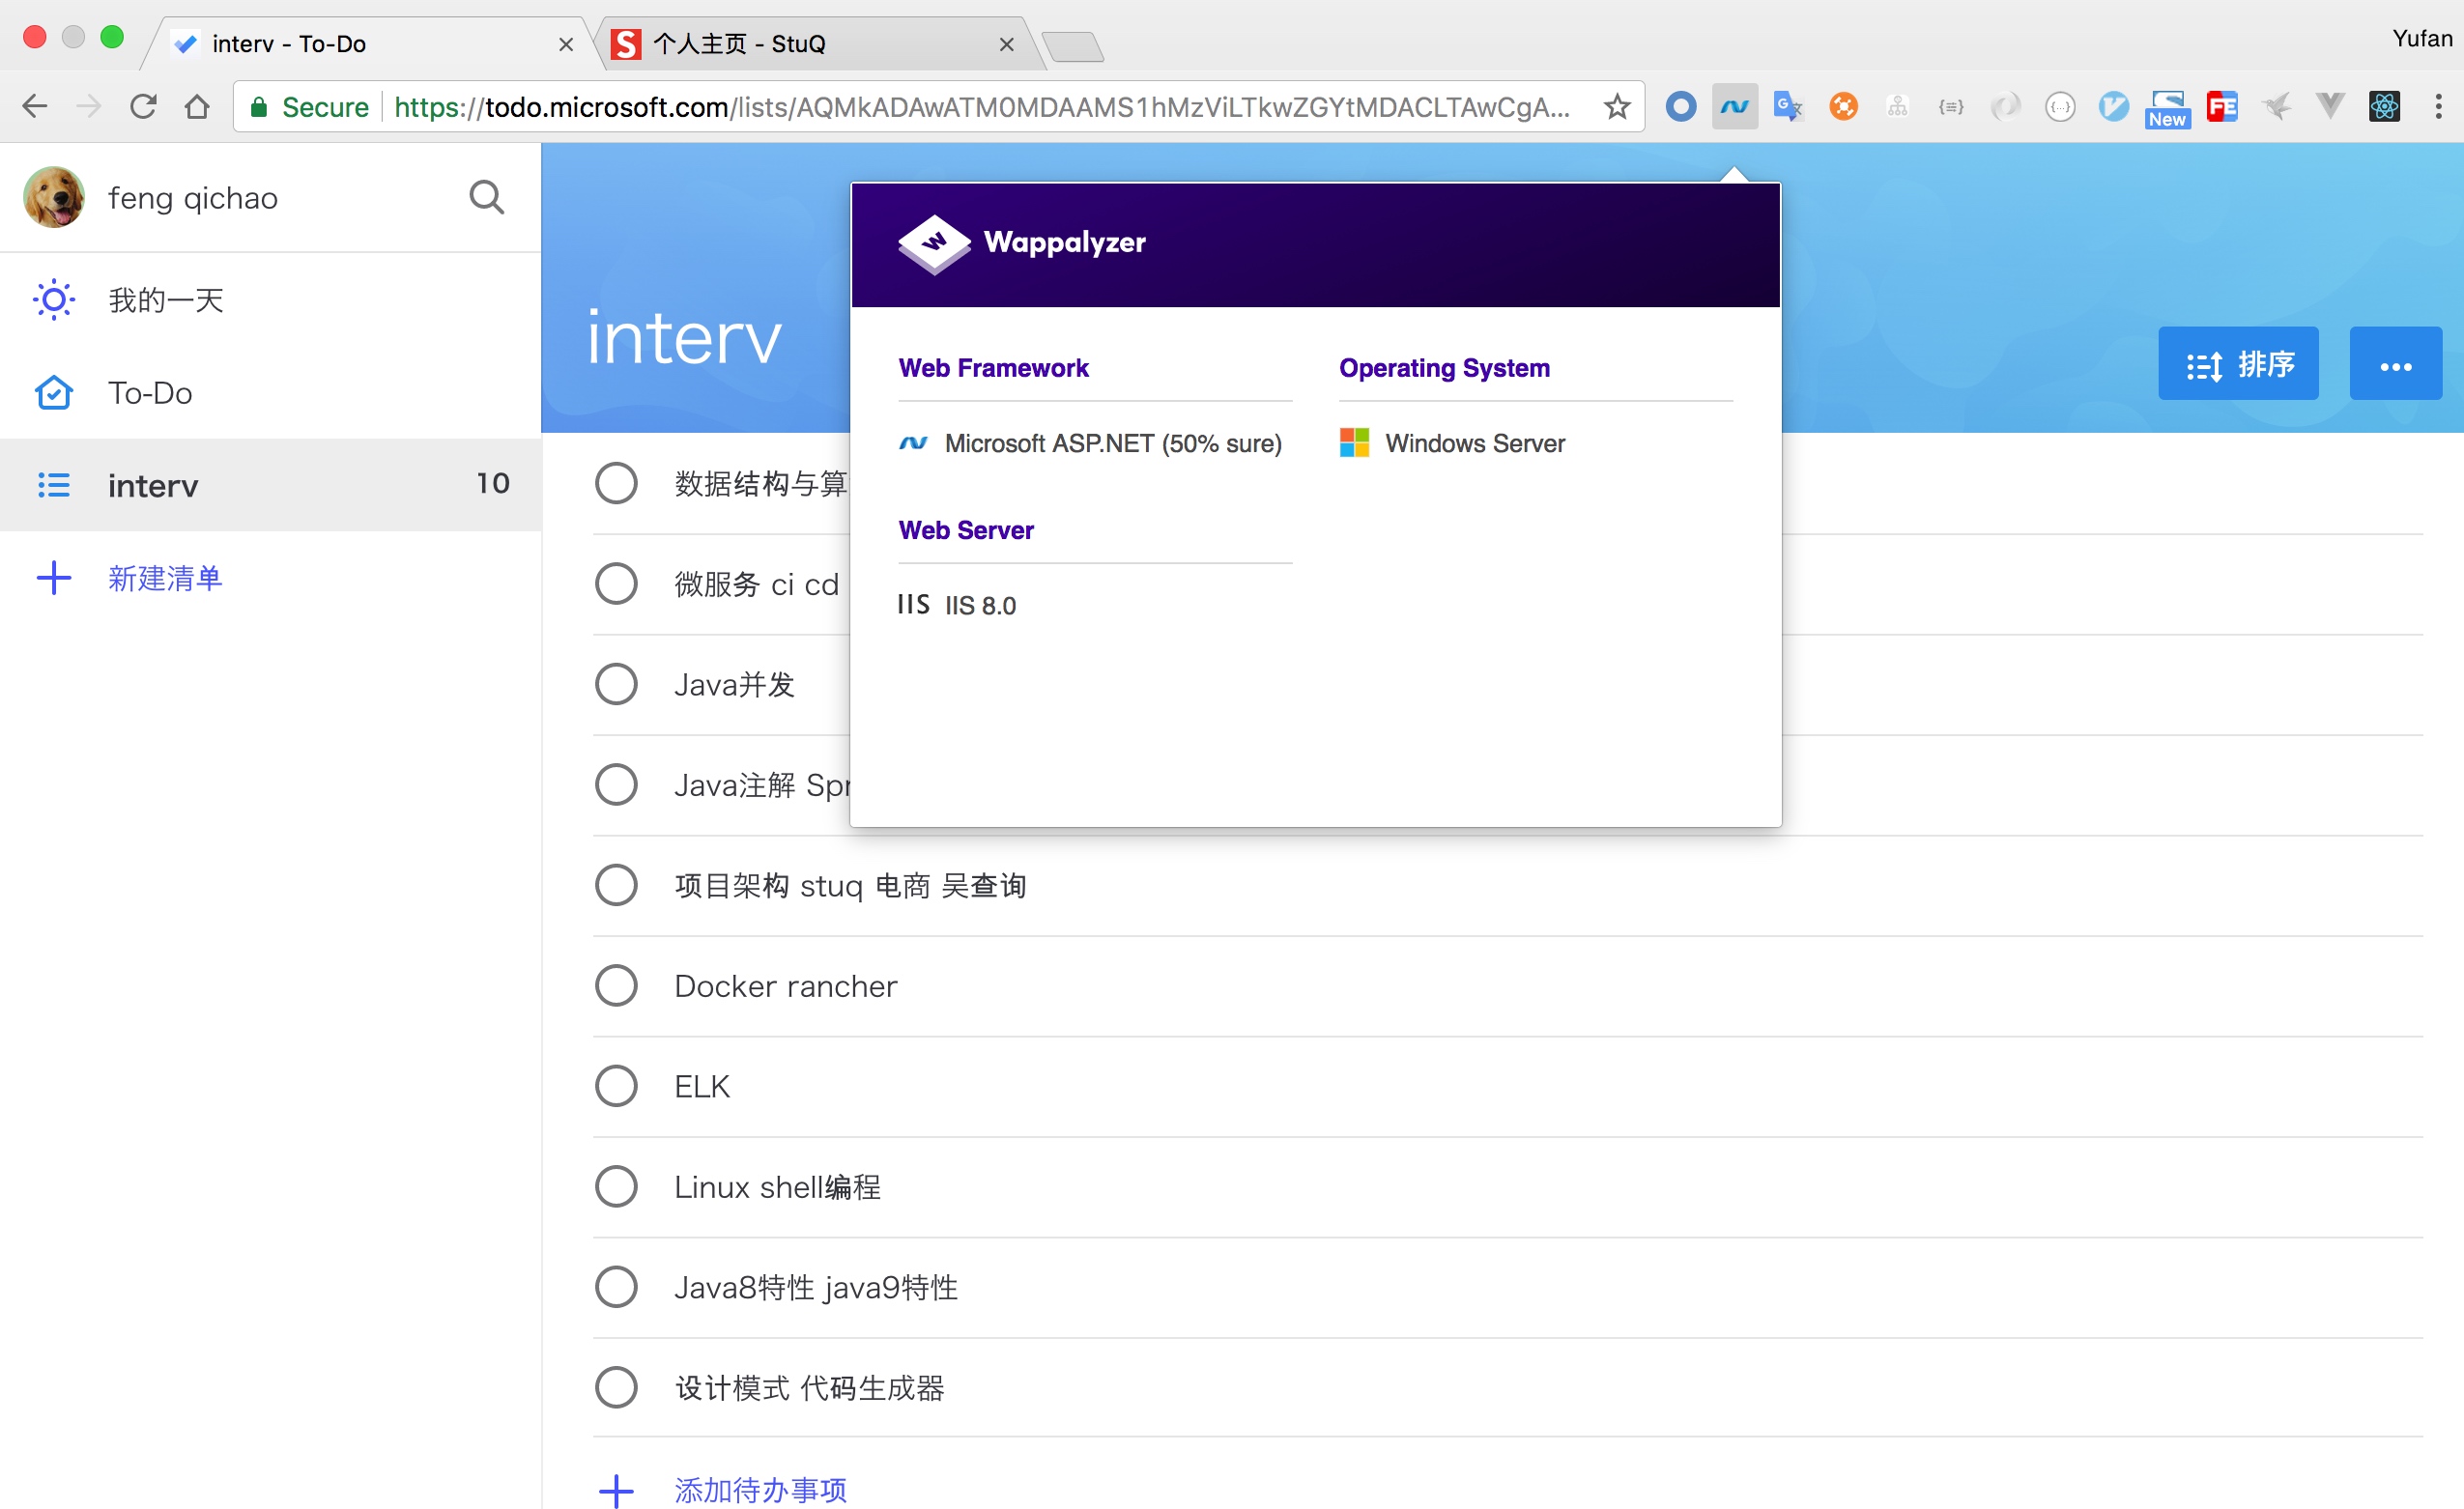 interv - To-Do
个人主页 - StuQ
Yufan
Secure https://todo.microsoft.com/lists/AQMkADAwATM0MDAAMS1hMzViLTkwZGYtMDACLTAwCgA...
New
FE
feng qichao
我的一天
To-Do
interv 10
新建清单
interv
排序
Wappalyzer
Web Framework
Microsoft ASP.NET (50% sure)
Operating System
Windows Server
Web Server
IIS IIS 8.0
数据结构与算
微服务 ci cd
Java并发
Java注解 Spr
项目架构 stuq 电商 吴查询
Docker rancher
ELK
Linux shell编程
Java8特性 java9特性
设计模式 代码生成器
添加待办事项